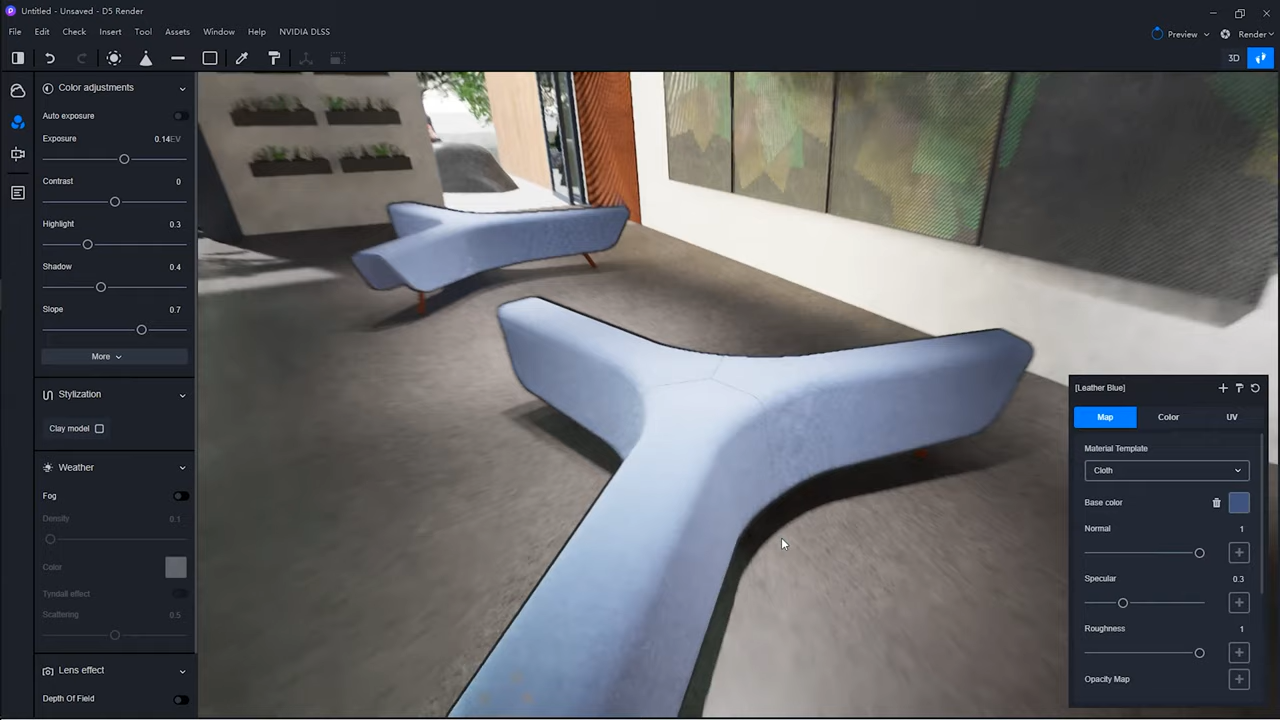 Untitled - Unsaved - D5 Render
File Edit Check Insert Tool Assets Window Help NVIDIA DLSS
Preview Render
3D
Color adjustments
Auto exposure
Exposure 0.14EV
Contrast 0
Highlight 0.3
Shadow 0.4
Slope 0.7
More
Stylization
Clay model
Weather
Fog
Density 0.1
Color
Tyndall effect
Scattering 0.5
Lens effect
Depth Of Field
[Leather Blue]
Map Color UV
Material Template
Cloth
Base color
Normal 1
Specular 0.3
Roughness 1
Opacity Map